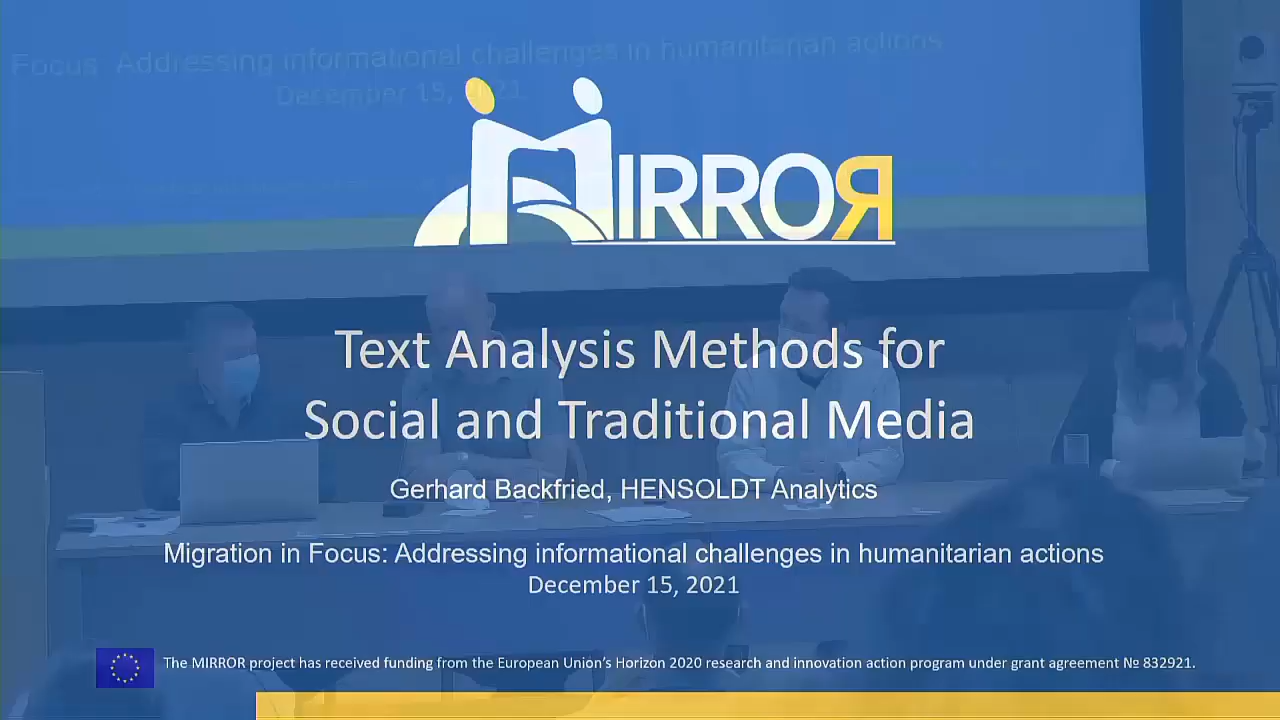 Focus: Addressing informational challenges in humanitarian actions
December 15, 2021
MIRROR
Text Analysis Methods for
Social and Traditional Media
Gerhard Backfried, HENSOLDT Analytics
Migration in Focus: Addressing informational challenges in humanitarian actions
December 15, 2021
The MIRROR project has received funding from the European Union's Horizon 2020 research and innovation action program under grant agreement № 832921.